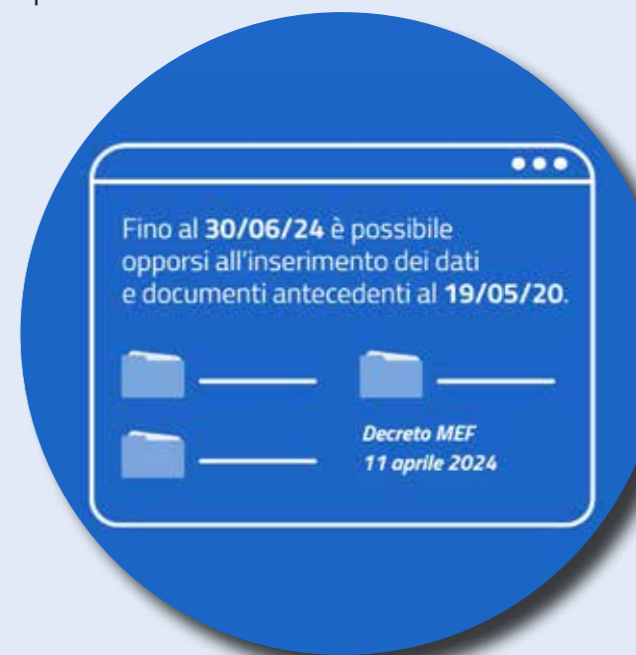 Fino al 30/06/24 è possibile
opporsi all'inserimento dei dati
e documenti antecedenti al 19/05/20.
Decreto MEF
11 aprile 2024